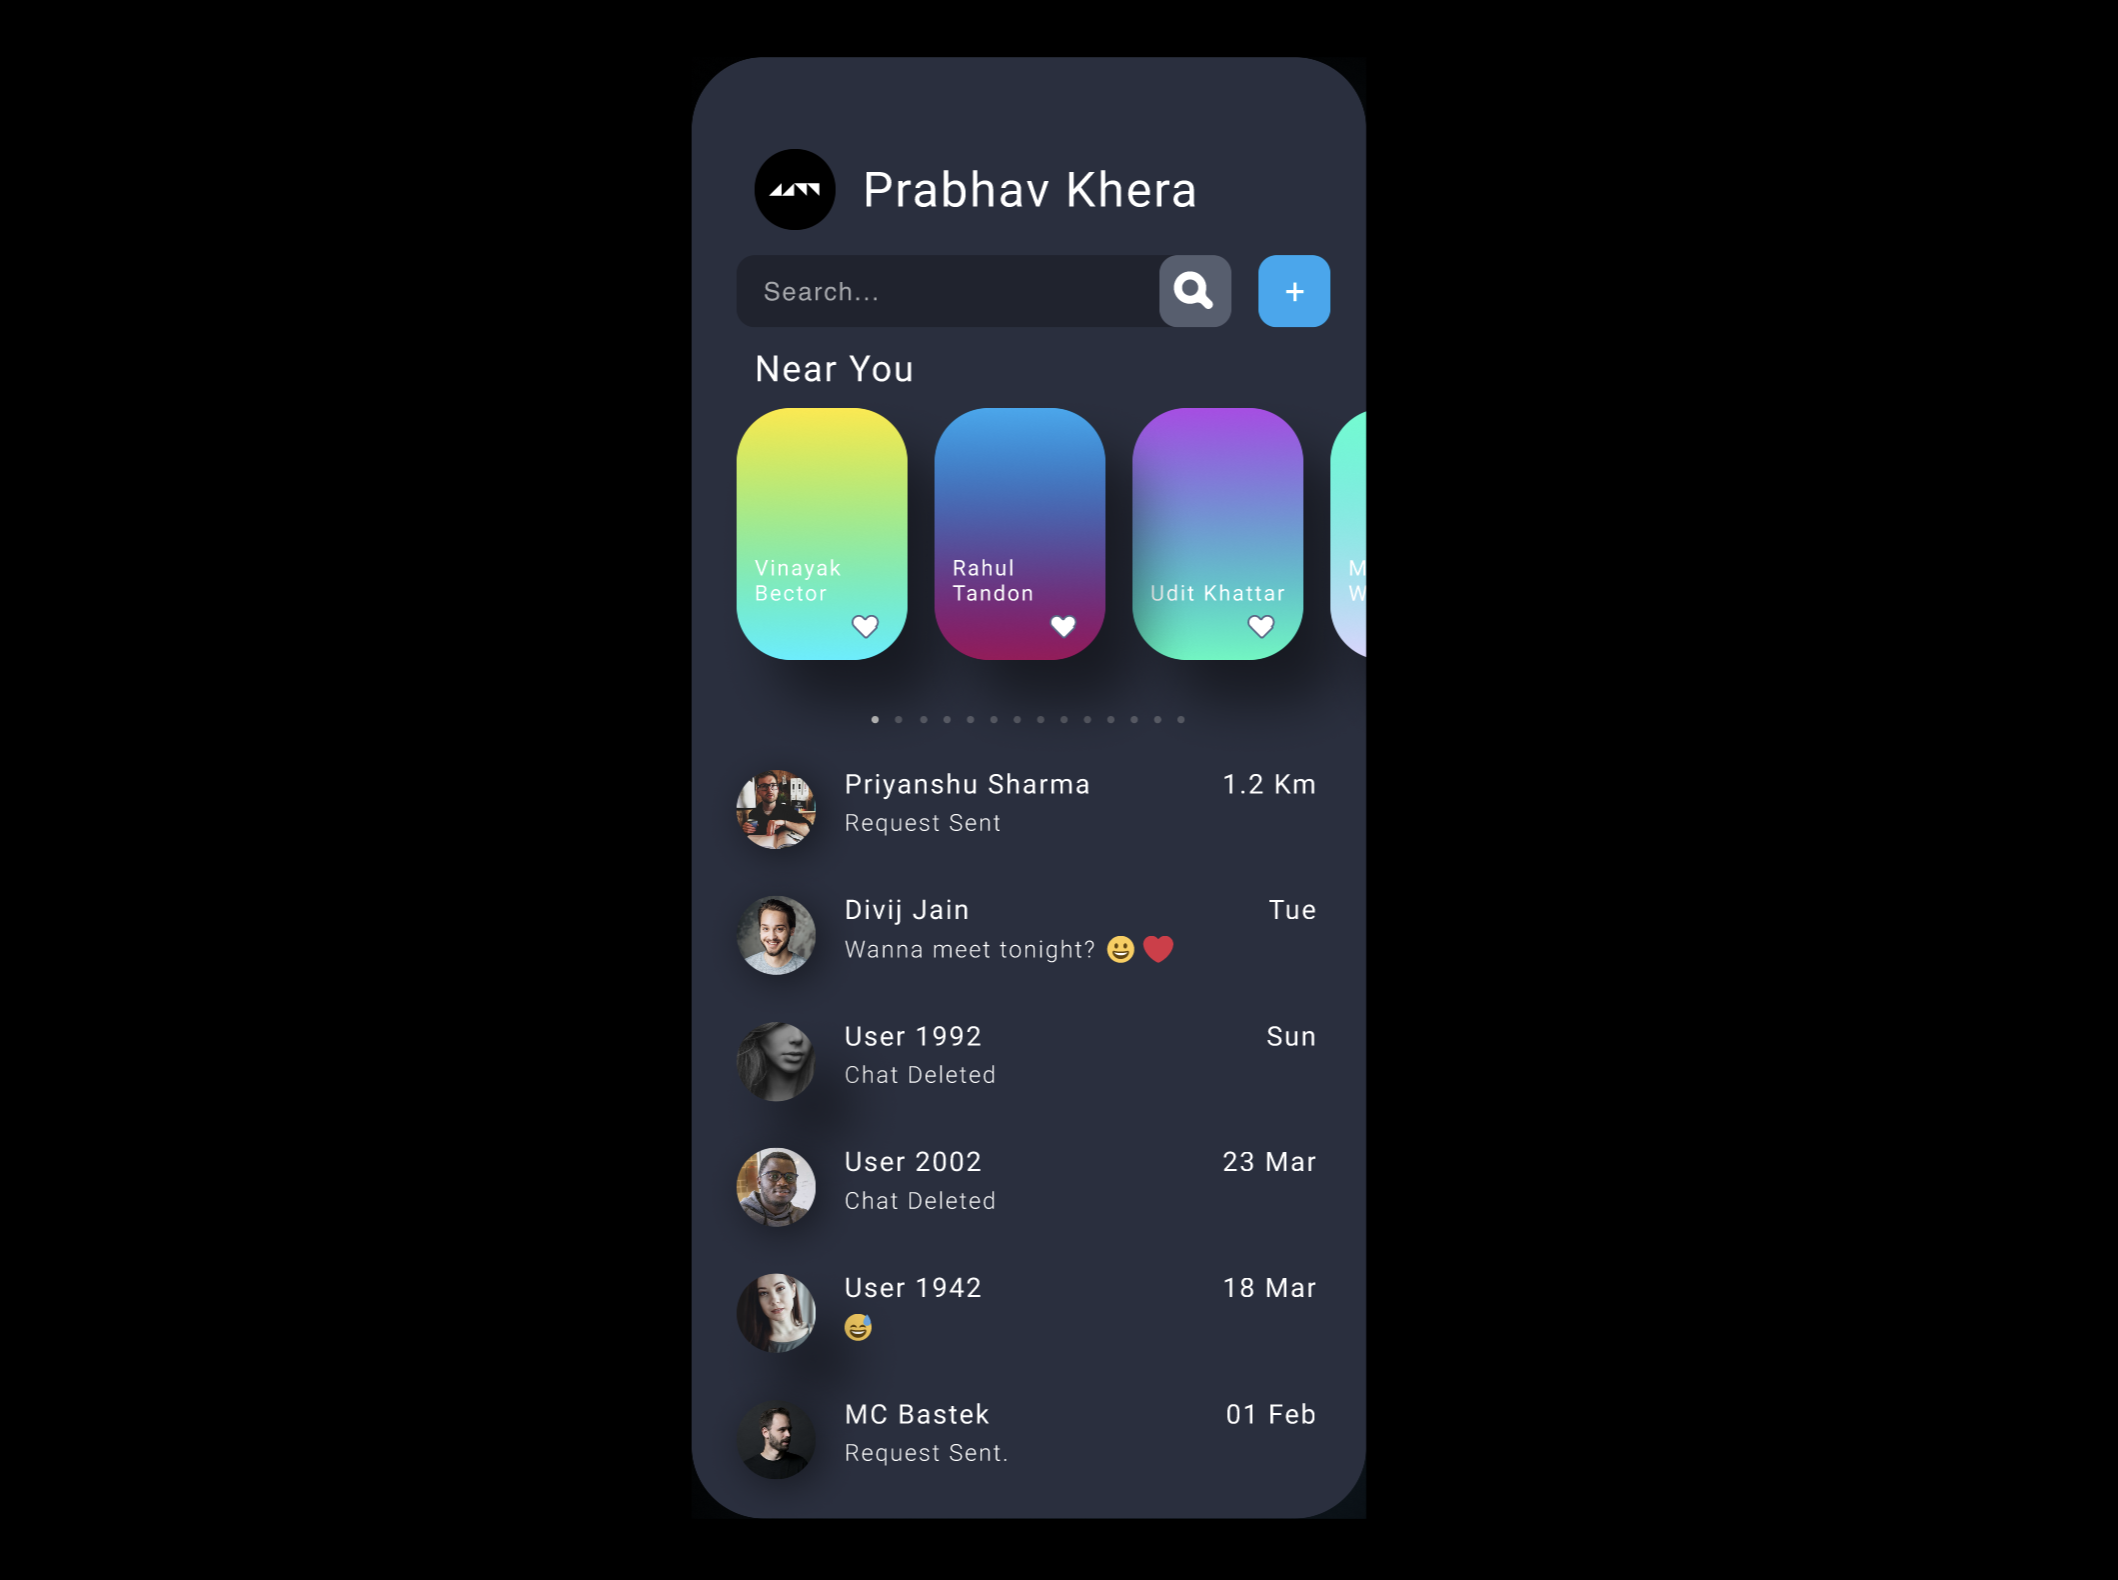 Prabhav Khera
Search...
+
Near You
Vinayak
Bector
Rahul
Tandon
Udit Khattar
M
W
Priyanshu Sharma 1.2 Km
Request Sent
Divij Jain Tue
Wanna meet tonight? 😀 ❤️
User 1992 Sun
Chat Deleted
User 2002 23 Mar
Chat Deleted
User 1942 18 Mar
😅
MC Bastek 01 Feb
Request Sent.